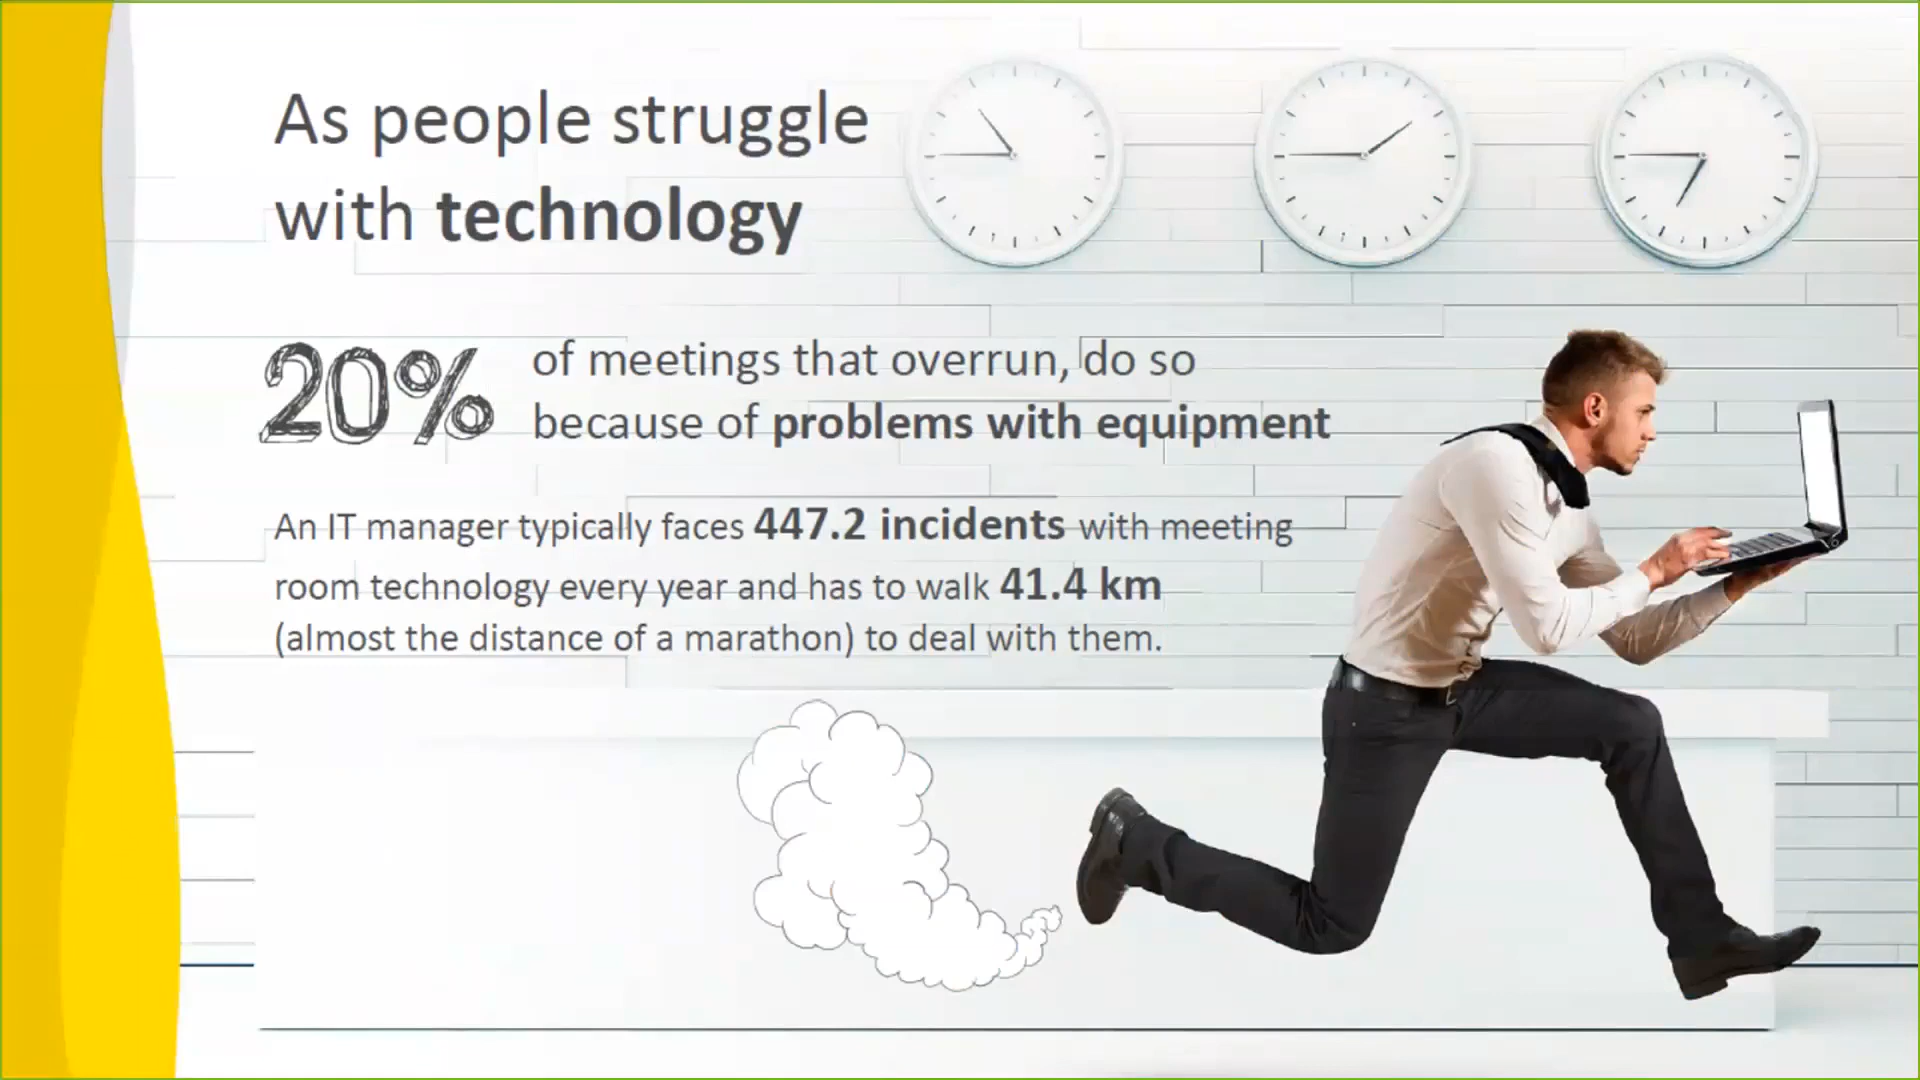 As people struggle
with technology
20%
of meetings that overrun, do so
because of problems with equipment
An IT manager typically faces 447.2 incidents with meeting
room technology every year and has to walk 41.4 km
(almost the distance of a marathon) to deal with them.